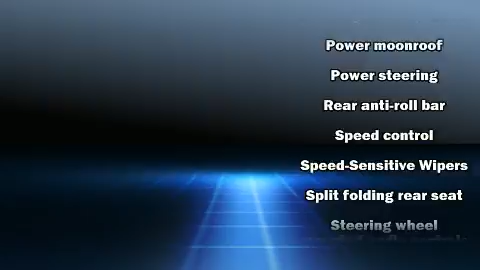 Power moonroof
Power steering
Rear anti-roll bar
Speed control
Speed-Sensitive Wipers
Split folding rear seat
Steering wheel